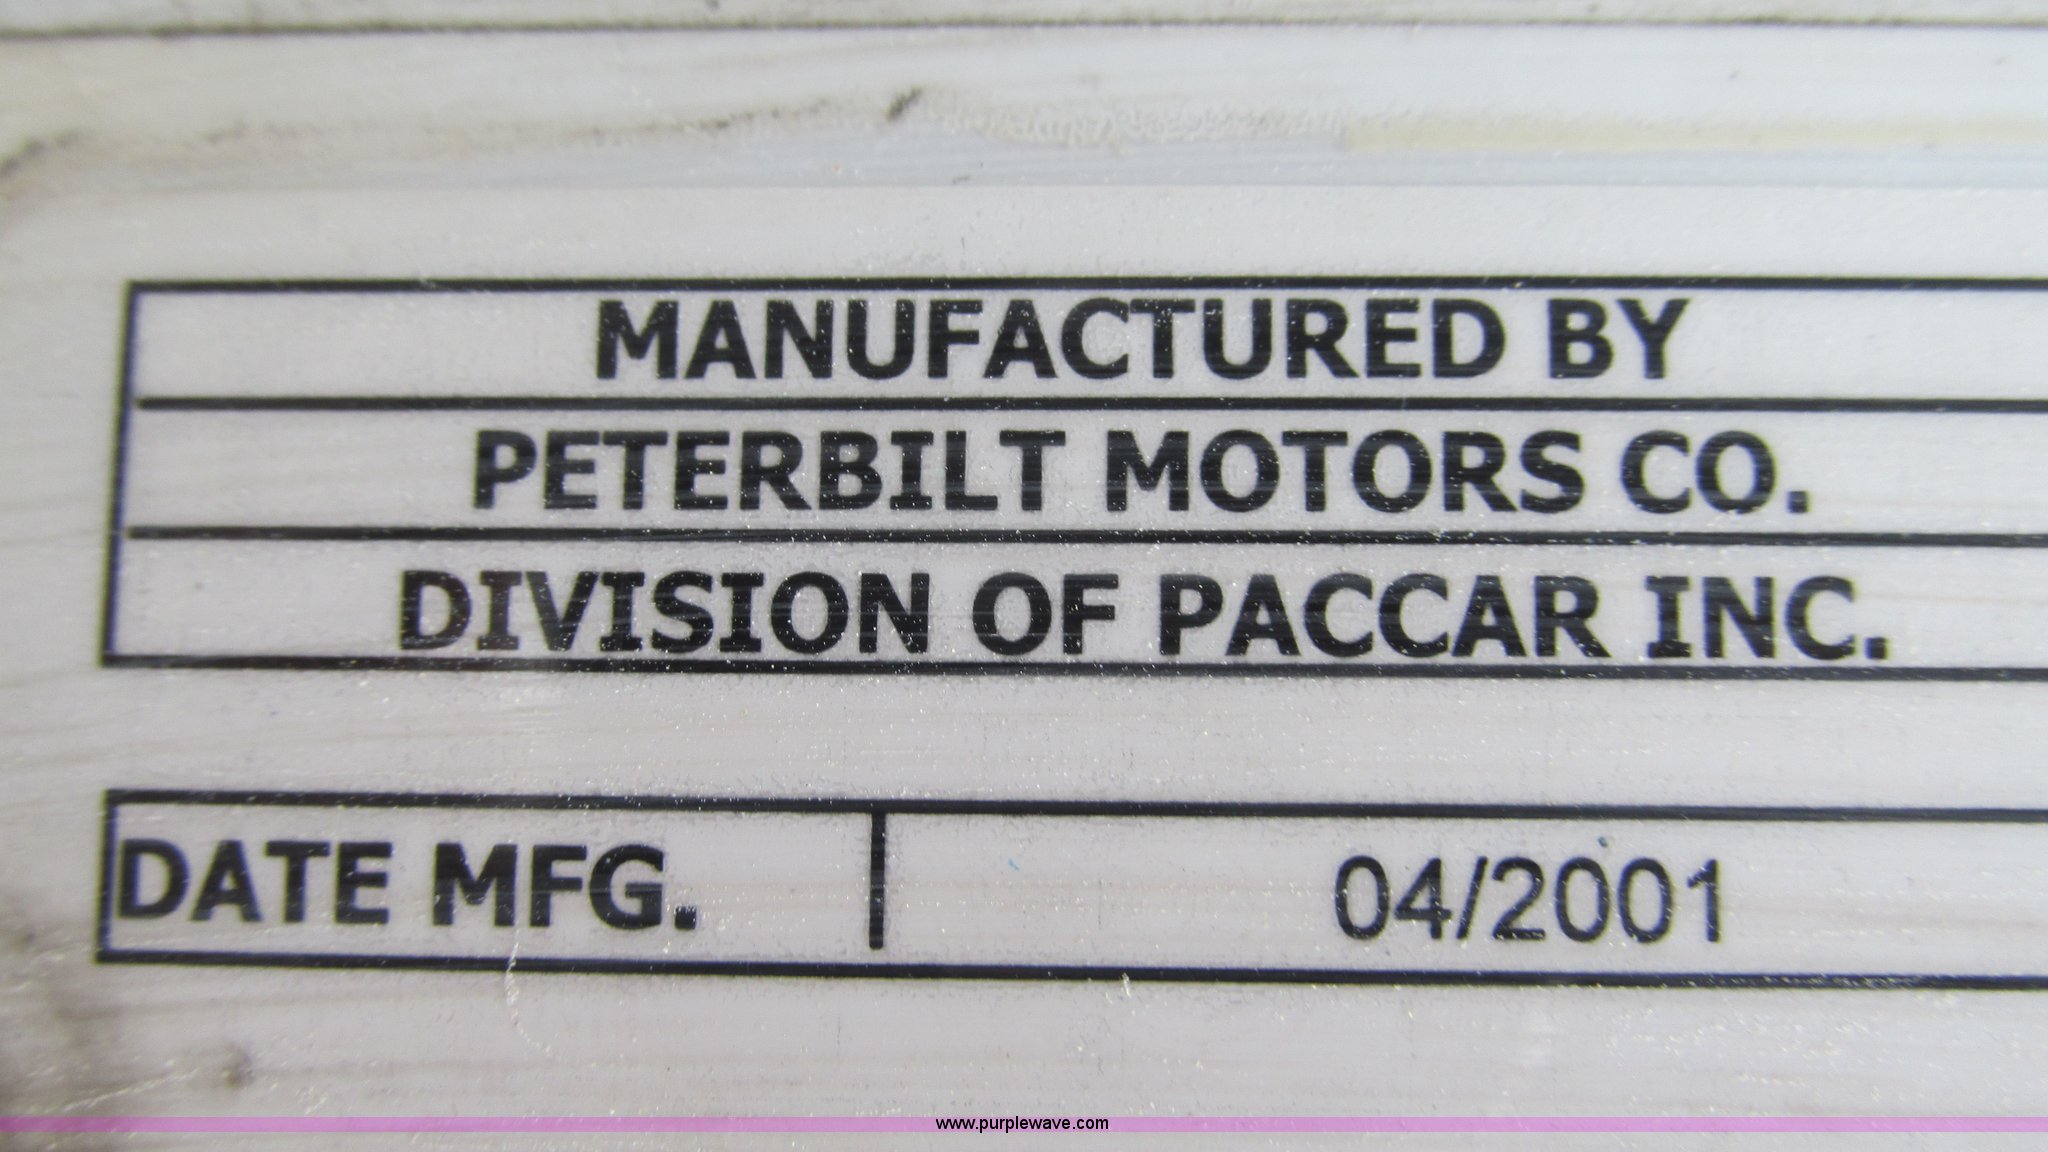 MANUFACTURED BY
PETERBILT MOTORS CO.
DIVISION OF PACCAR INC.
DATE MFG. 04/2001
www.purplewave.com